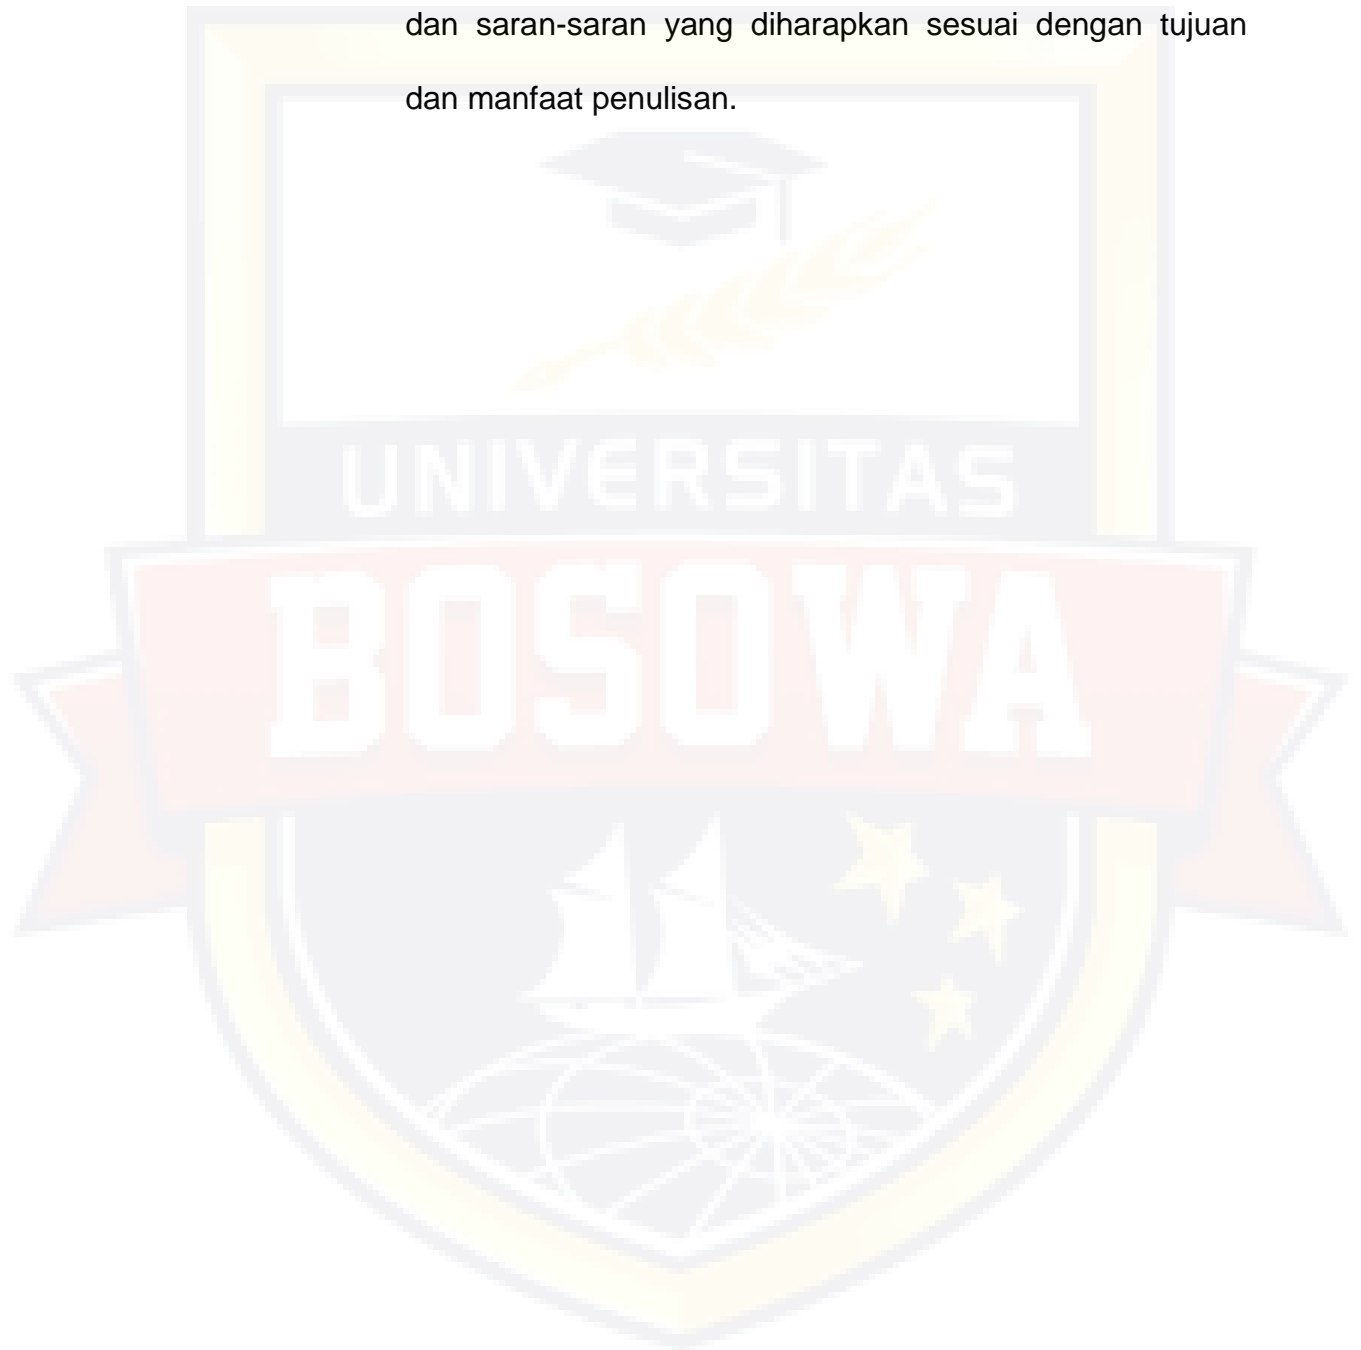 dan saran-saran yang diharapkan sesuai dengan tujuan
dan manfaat penulisan.
UNIVERSITAS
BOSOWA